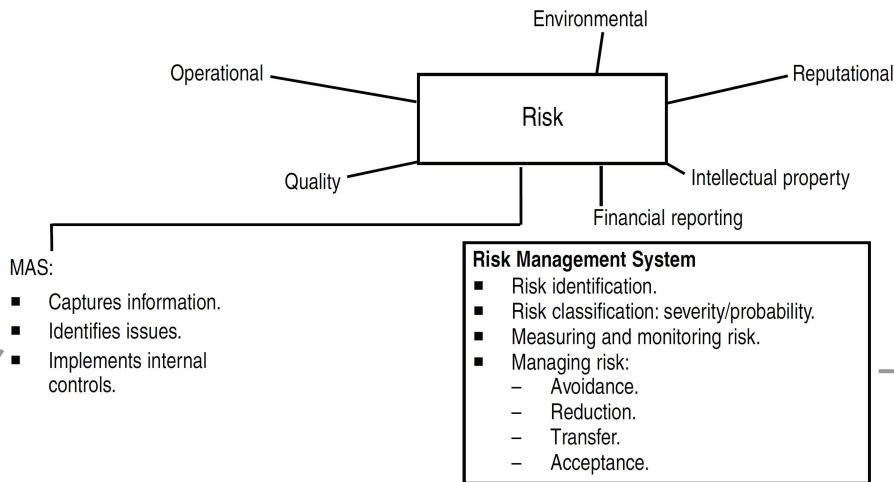 Environmental
Operational
Reputational
Risk
Quality
Intellectual property
Financial reporting
MAS:
■ Captures information.
■ Identifies issues.
■ Implements internal
controls.
Risk Management System
■ Risk identification.
■ Risk classification: severity/probability.
■ Measuring and monitoring risk.
■ Managing risk:
– Avoidance.
– Reduction.
– Transfer.
– Acceptance.